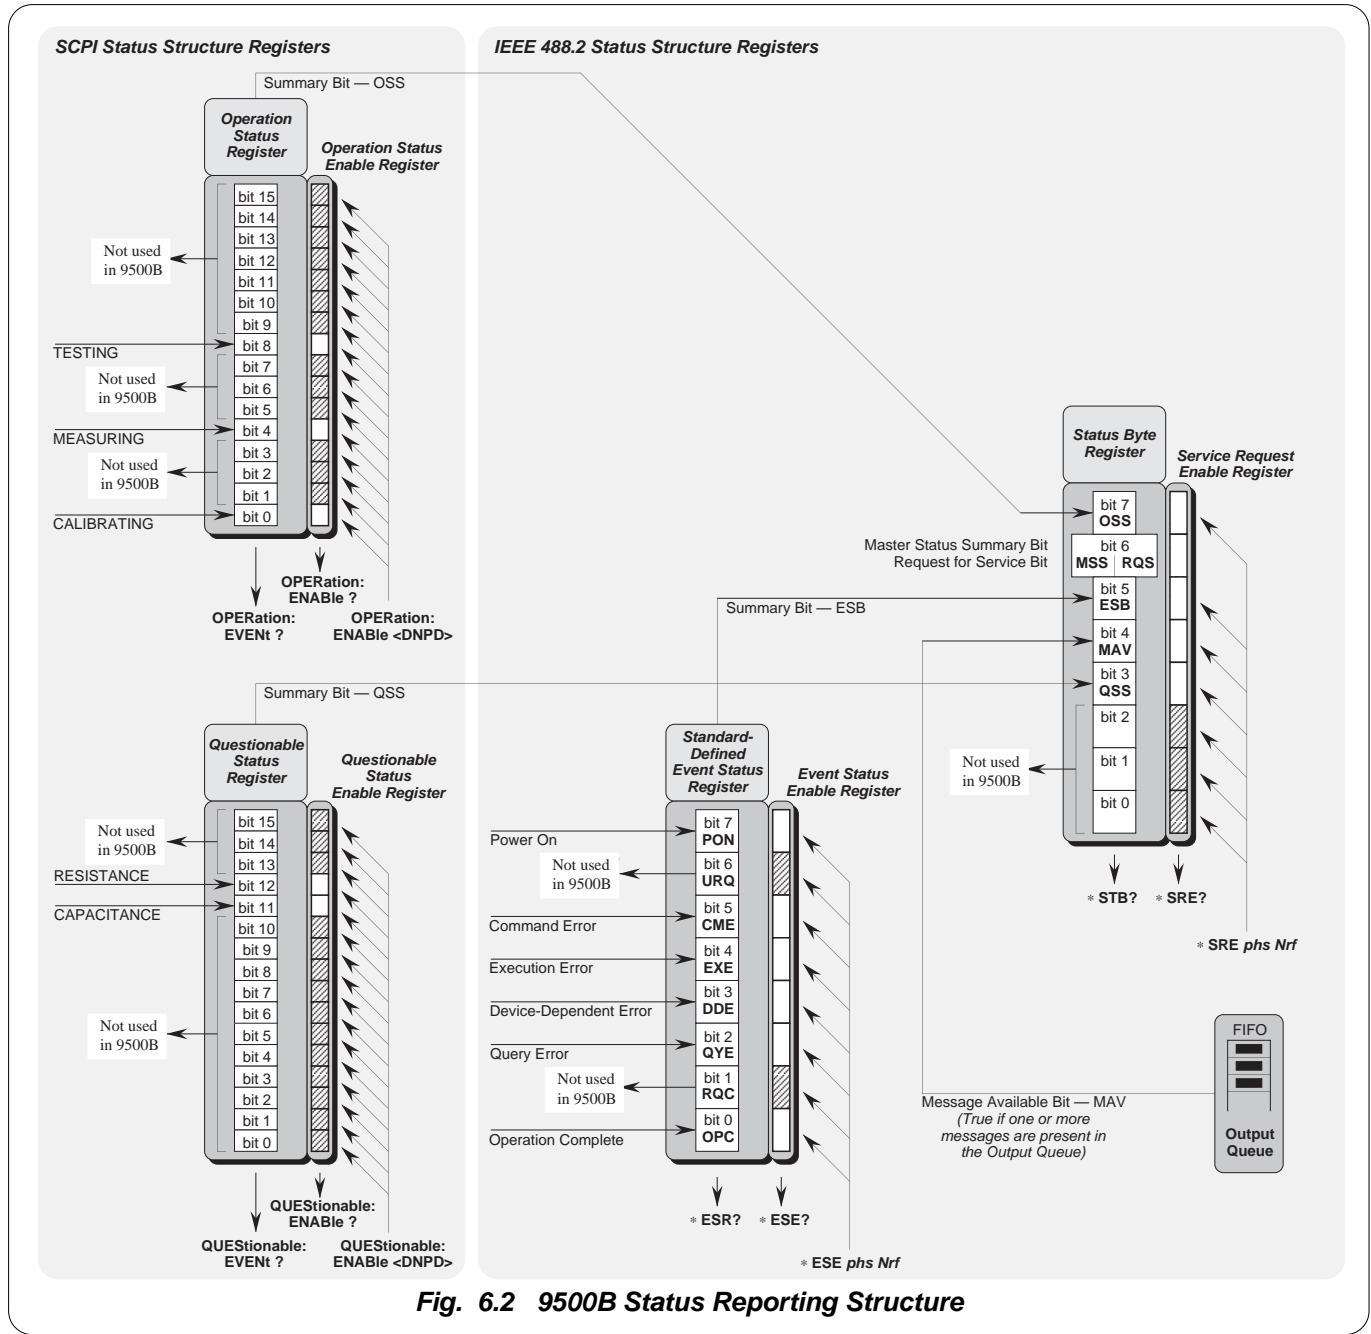 SCPI Status Structure Registers
IEEE 488.2 Status Structure Registers
Summary Bit — OSS
Operation
Status
Register
Operation Status
Enable Register
bit 15
bit 14
bit 13
bit 12
bit 11
bit 10
bit 9
bit 8
bit 7
bit 6
bit 5
bit 4
bit 3
bit 2
bit 1
bit 0
Not used
in 9500B
TESTING
Not used
in 9500B
MEASURING
Not used
in 9500B
CALIBRATING
OPERation:
ENABle ?
OPERation:
EVENt ?
OPERation:
ENABle <DNPD>
Status Byte
Register
Service Request
Enable Register
bit 7
OSS
Master Status Summary Bit
Request for Service Bit
bit 6
MSS RQS
bit 5
ESB
Summary Bit — ESB
bit 4
MAV
bit 3
QSS
bit 2
bit 1
bit 0
Not used
in 9500B
∗ STB?
∗ SRE?
∗ SRE phs Nrf
Summary Bit — QSS
Questionable
Status
Register
Questionable
Status
Enable Register
bit 15
bit 14
bit 13
bit 12
bit 11
bit 10
bit 9
bit 8
bit 7
bit 6
bit 5
bit 4
bit 3
bit 2
bit 1
bit 0
Not used
in 9500B
RESISTANCE
CAPACITANCE
Not used
in 9500B
QUEStionable:
ENABle ?
QUEStionable:
EVENt ?
QUEStionable:
ENABle <DNPD>
Standard-
Defined
Event Status
Register
Event Status
Enable Register
Power On
bit 7
PON
Not used
in 9500B
bit 6
URQ
Command Error
bit 5
CME
Execution Error
bit 4
EXE
Device-Dependent Error
bit 3
DDE
Query Error
bit 2
QYE
Not used
in 9500B
bit 1
RQC
Operation Complete
bit 0
OPC
∗ ESR?
∗ ESE?
∗ ESE phs Nrf
Message Available Bit — MAV
(True if one or more
messages are present in
the Output Queue)
FIFO
Output
Queue
Fig. 6.2 9500B Status Reporting Structure